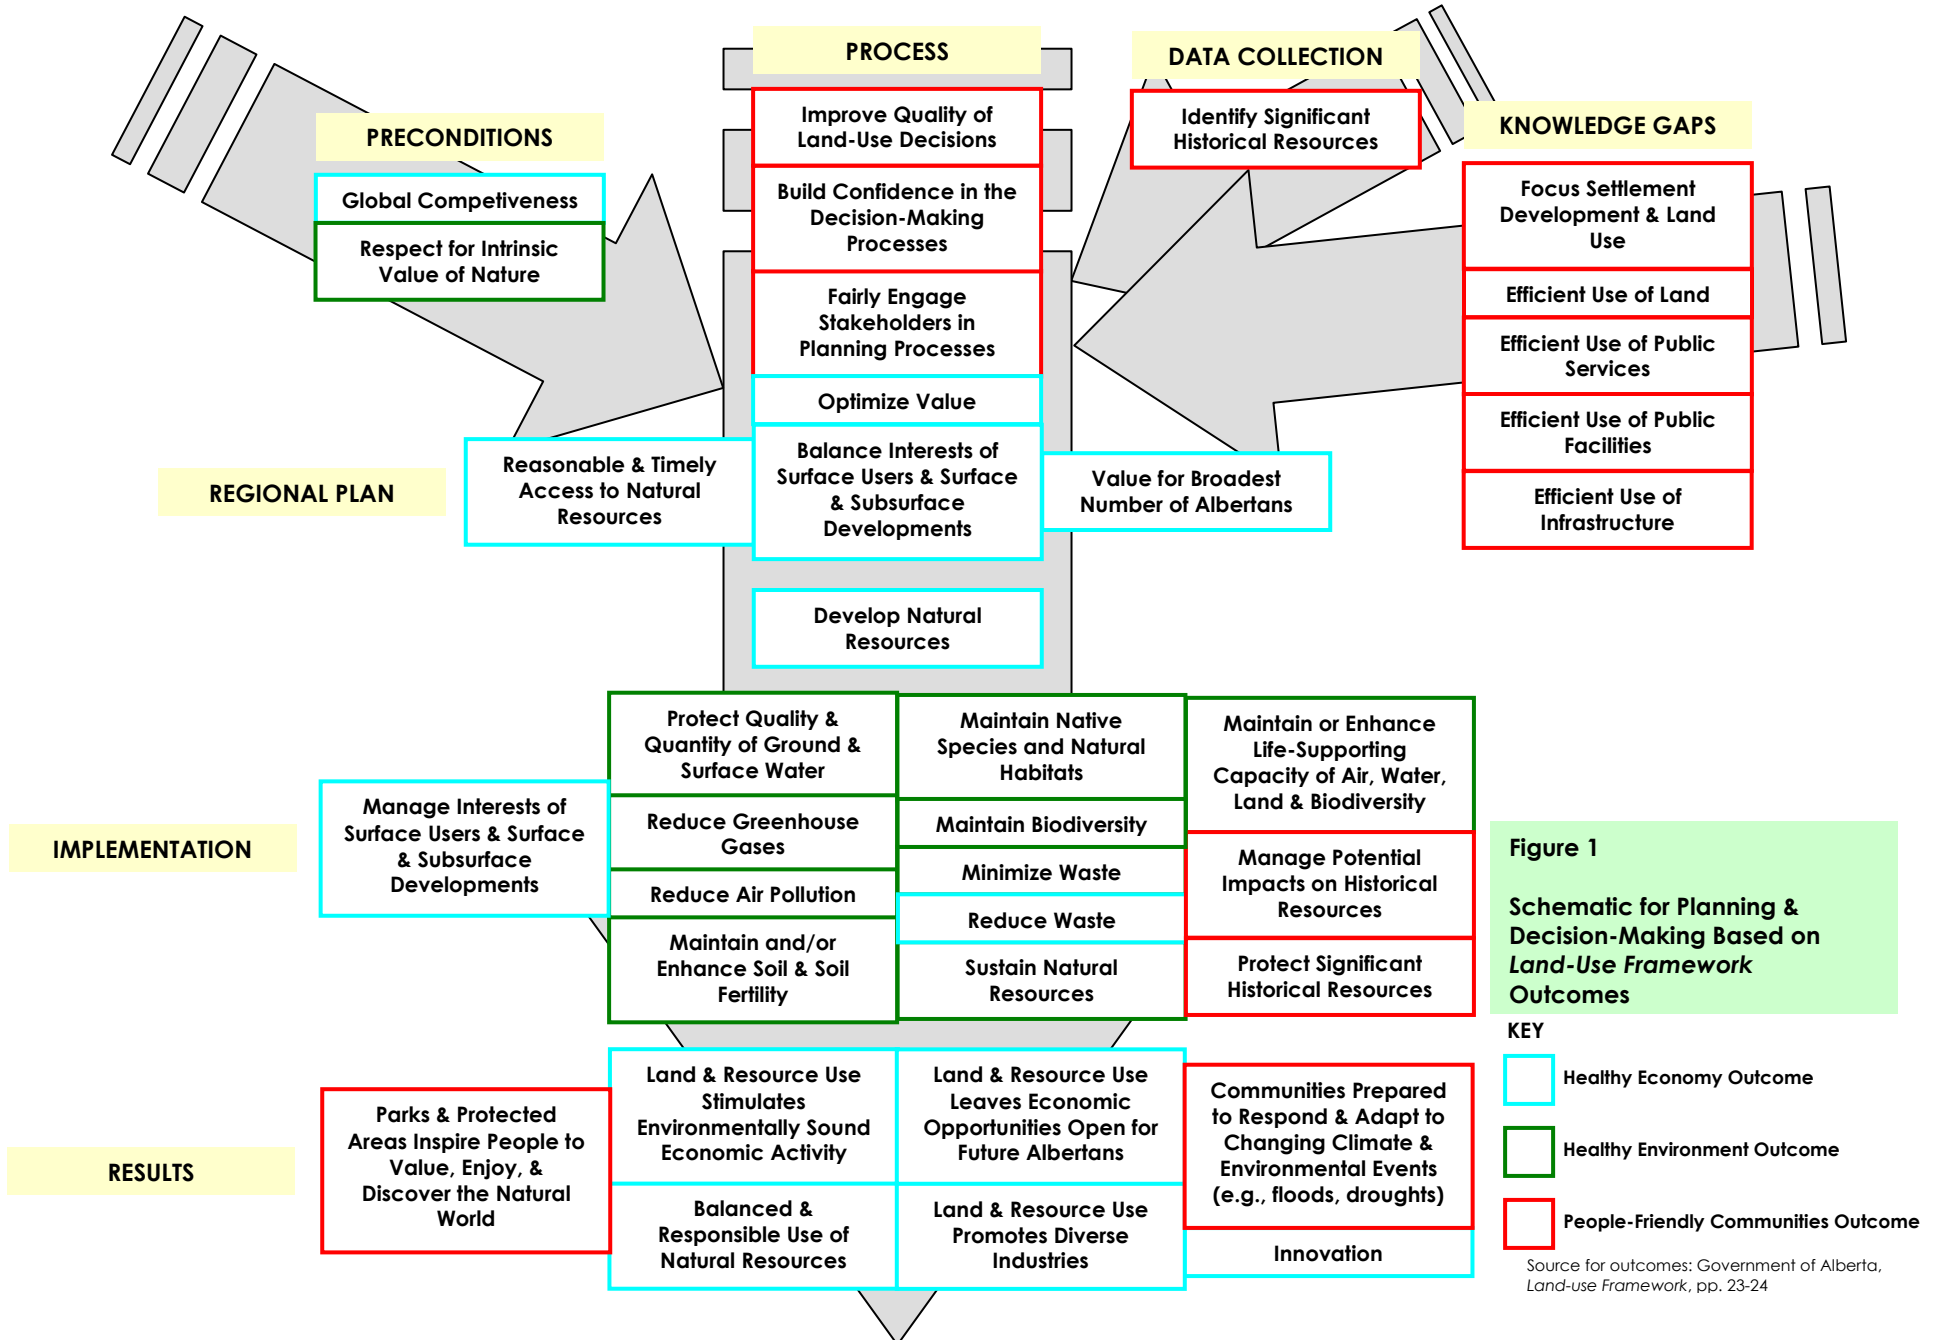 PROCESS
Improve Quality of
Land-Use Decisions
Build Confidence in the
Decision-Making
Processes
Fairly Engage
Stakeholders in
Planning Processes
Optimize Value
Balance Interests of
Surface Users & Surface
& Subsurface
Developments
Develop Natural
Resources
DATA COLLECTION
Identify Significant
Historical Resources
KNOWLEDGE GAPS
Focus Settlement
Development & Land
Use
Efficient Use of Land
Efficient Use of Public
Services
Efficient Use of Public
Facilities
Efficient Use of
Infrastructure
PRECONDITIONS
Global Competiveness
Respect for Intrinsic
Value of Nature
REGIONAL PLAN
Reasonable & Timely
Access to Natural
Resources
Value for Broadest
Number of Albertans
IMPLEMENTATION
Manage Interests of
Surface Users & Surface
& Subsurface
Developments
Protect Quality &
Quantity of Ground &
Surface Water
Reduce Greenhouse
Gases
Reduce Air Pollution
Maintain and/or
Enhance Soil & Soil
Fertility
Maintain Native
Species and Natural
Habitats
Maintain Biodiversity
Minimize Waste
Reduce Waste
Sustain Natural
Resources
Maintain or Enhance
Life-Supporting
Capacity of Air, Water,
Land & Biodiversity
Manage Potential
Impacts on Historical
Resources
Protect Significant
Historical Resources
RESULTS
Parks & Protected
Areas Inspire People to
Value, Enjoy, &
Discover the Natural
World
Land & Resource Use
Stimulates
Environmentally Sound
Economic Activity
Balanced &
Responsible Use of
Natural Resources
Land & Resource Use
Leaves Economic
Opportunities Open for
Future Albertans
Land & Resource Use
Promotes Diverse
Industries
Communities Prepared
to Respond & Adapt to
Changing Climate &
Environmental Events
(e.g., floods, droughts)
Innovation
Figure 1
Schematic for Planning &
Decision-Making Based on
Land-Use Framework
Outcomes
KEY
Healthy Economy Outcome
Healthy Environment Outcome
People-Friendly Communities Outcome
Source for outcomes: Government of Alberta,
Land-use Framework, pp. 23-24